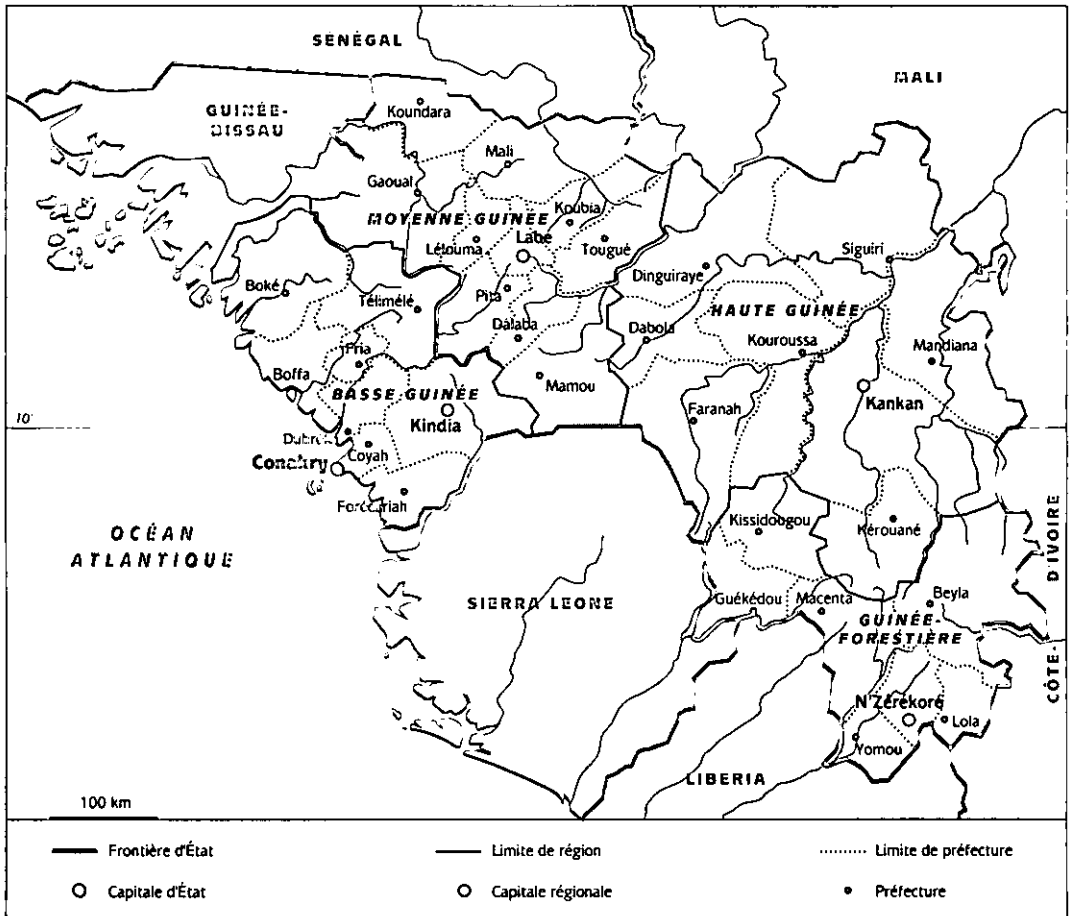 SÉNÉGAL
MALI
GUINÉE-
BISSAU
Koundara
Mali
Gaoual
Koubia
MOYENNE GUINÉE
Lélouma
Labé
Tougué
Siguiri
Dinguiraye
Boké
Télimélé
Pita
HAUTE GUINÉE
Dalaba
Dabola
Kouroussa
Mandiana
Fria
Boffa
Mamou
BASSE GUINÉE
Kankan
Faranah
Kindia
10°
Dubréka
Coyah
Conakry
Forécariah
Kissidougou
Kérouané
OCÉAN
ATLANTIQUE
CÔTE-D'IVOIRE
SIERRA LEONE
Guékédou
Macenta
Beyla
GUINÉE-
FORESTIÈRE
N'Zérékoré
Lola
Yomou
LIBERIA
100 km
Frontière d'État
Limite de région
Limite de préfecture
Capitale d'État
Capitale régionale
Préfecture